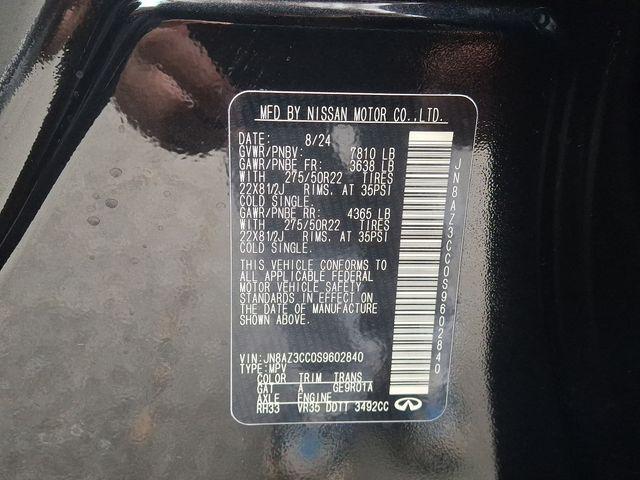 MFD BY NISSAN MOTOR CO.,LTD.
DATE: 8/24
GVWR/PNBV: 7810 LB
GAWR/PNBE FR: 3638 LB
WITH 275/50R22 TIRES
22X81/2J RIMS, AT 35PSI
COLD SINGLE.
GAWR/PNBE RR: 4365 LB
WITH 275/50R22 TIRES
22X81/2J RIMS, AT 35PSI
COLD SINGLE.
THIS VEHICLE CONFORMS TO
ALL APPLICABLE FEDERAL
MOTOR VEHICLE SAFETY
STANDARDS IN EFFECT ON
THE DATE OF MANUFACTURE
SHOWN ABOVE.
VIN: JN8AZ3CC0S9602840
TYPE: MPV
COLOR TRIM TRANS
GAT A GE9R01A
AXLE ENGINE
RH33 VR35 DDTT 3492CC
JN8AZ3CC0S9602840